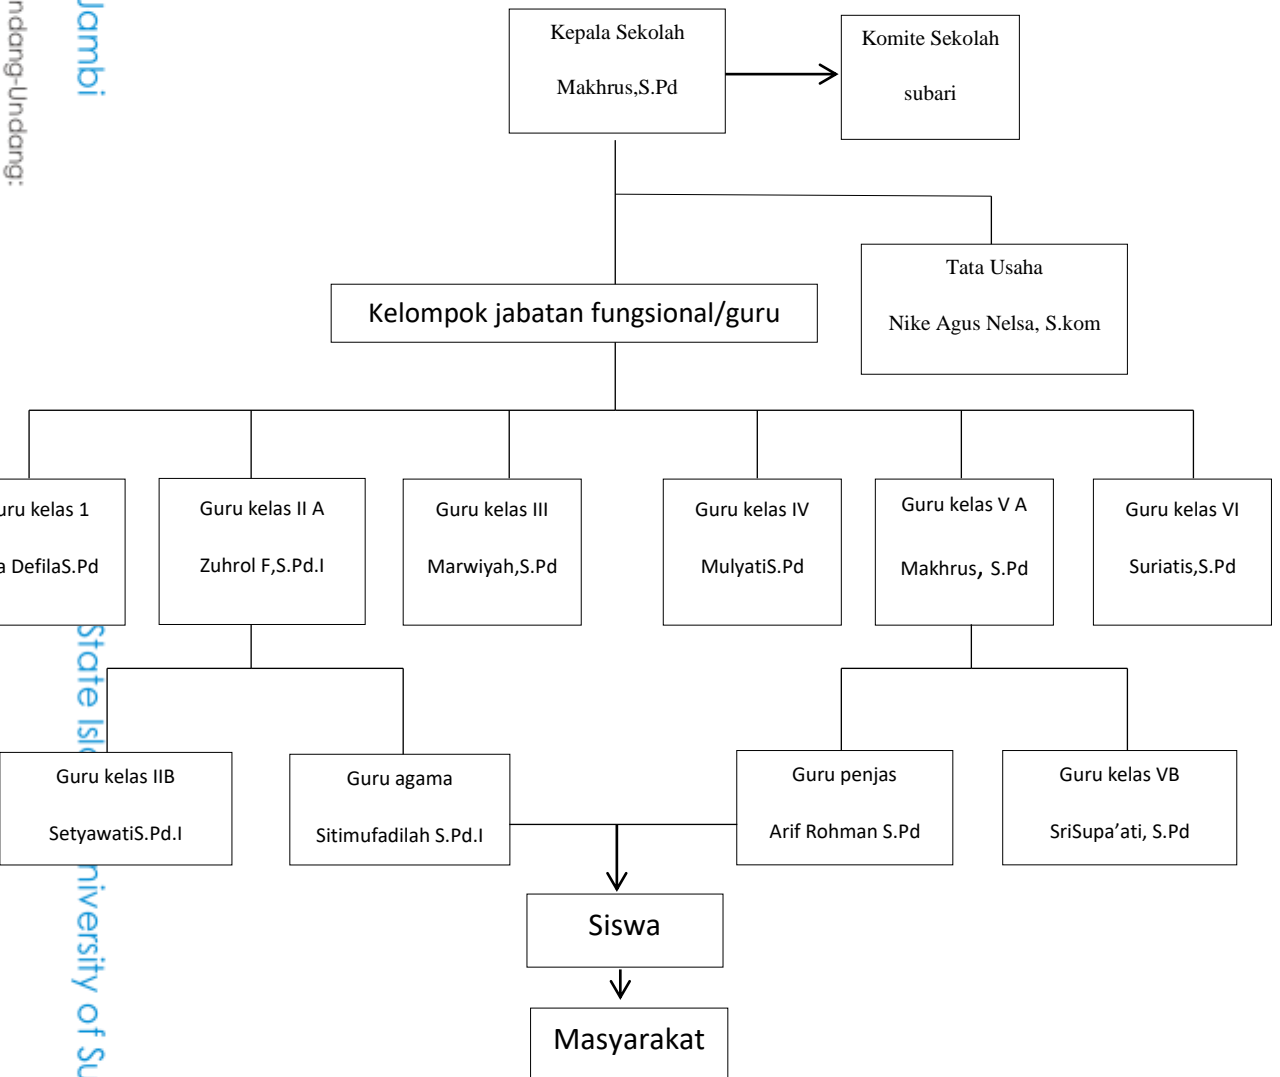 Jambi
ndang-Undang:
Kepala Sekolah
Makhrus,S.Pd
Komite Sekolah
subari
Tata Usaha
Nike Agus Nelsa, S.kom
Kelompok jabatan fungsional/guru
uru kelas 1
a DefilaS.Pd
Guru kelas II A
Zuhrol F,S.Pd.I
Guru kelas III
Marwiyah,S.Pd
Guru kelas IV
MulyatiS.Pd
Guru kelas V A
Makhrus, S.Pd
Guru kelas VI
Suriatis,S.Pd
State Isl
niversity of Su
Guru kelas IIB
SetyawatiS.Pd.I
Guru agama
Sitimufadilah S.Pd.I
Guru penjas
Arif Rohman S.Pd
Guru kelas VB
SriSupa’ati, S.Pd
Siswa
Masyarakat